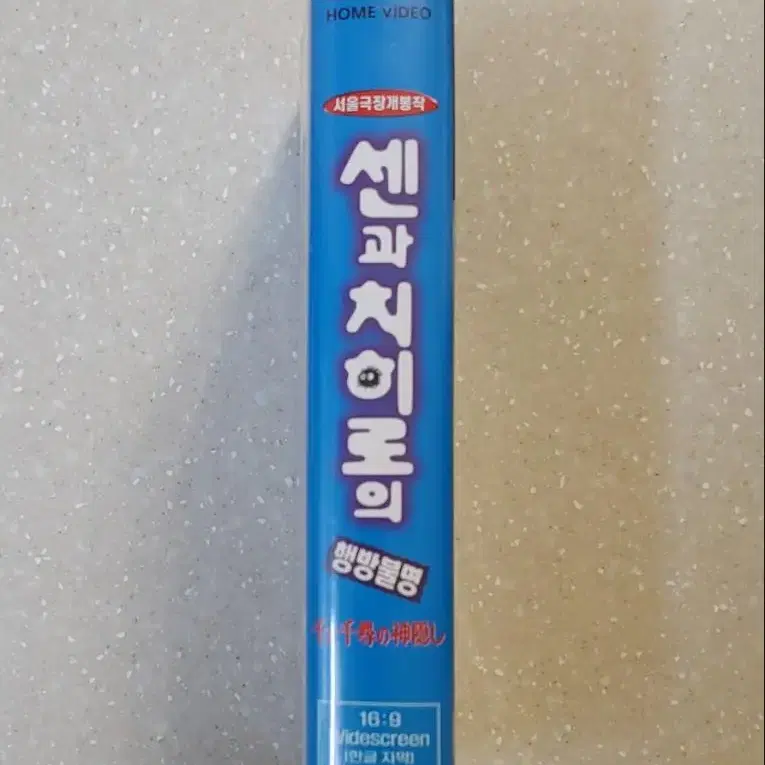 HOME VIDEO
서울극장개봉작
센과
치히로의
행방불명
千と千尋の神隠し
16:9
Widescreen
(한글 자막)